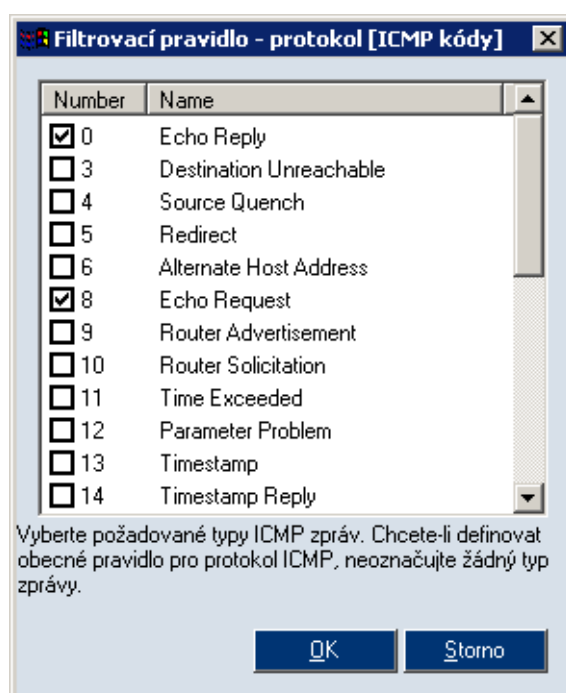 Filtrovací pravidlo - protokol [ICMP kódy]
Number Name
0 Echo Reply
3 Destination Unreachable
4 Source Quench
5 Redirect
6 Alternate Host Address
8 Echo Request
9 Router Advertisement
10 Router Solicitation
11 Time Exceeded
12 Parameter Problem
13 Timestamp
14 Timestamp Reply
Vyberte požadované typy ICMP zpráv. Chcete-li definovat
obecné pravidlo pro protokol ICMP, neoznačujte žádný typ
zprávy.
OK Storno